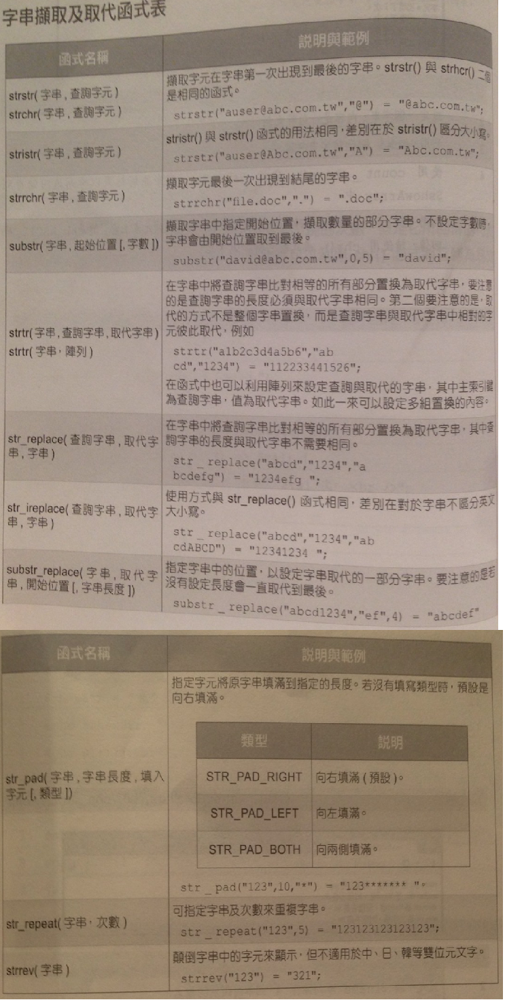 字串擷取及取代函式表
函式名稱
說明與範例
strstr( 字串 , 查詢字元 )
strchr( 字串 , 查詢字元 )
擷取字元在字串第一次出現到最後的字串。strstr() 與 strhcr() 二個
是相同的函式。
strstr("auser@abc.com.tw","@") = "@abc.com.tw";
stristr( 字串 , 查詢字元 )
stristr() 與 strstr() 函式的用法相同，差別在於 stristr() 區分大小寫。
strstr("auser@Abc.com.tw","A") = "Abc.com.tw";
strrchr( 字串 , 查詢字元 )
擷取字元最後一次出現到結尾的字串。
strrchr("file.doc",".") = ".doc";
substr( 字串 , 起始位置 [, 字數 ])
擷取字串中指定開始位置，擷取數量的部分字串。不設定字數時，
字串會由開始位置取到最後。
substr("david@abc.com.tw",0,5) = "david";
strtr( 字串 , 查詢字串 , 取代字串 )
strtr( 字串，陣列 )
在字串中將查詢字串比對相等的所有部分置換為取代字串，要注意
的是查詢字串的長度必須與取代字串相同。第二個要注意的是，取
代的方式不是整個字串置換，而是查詢字串與取代字串中相對的字
元彼此取代，例如
strtr("a1b2c3d4a5b6","ab
cd","1234") = "112233441526";
在函式中也可以利用陣列來設定查詢與取代的字串，其中主索引鍵
為查詢字串，值為取代字串。如此一來可以設定多組置換的內容。
str_replace( 查詢字串 , 取代字
串 , 字串 )
在字串中將查詢字串比對相等的所有部分置換為取代字串，其中查
詢字串的長度與取代字串不需要相同。
str _ replace("abcd","1234","a
bcdefg") = "1234efg ";
str_ireplace( 查詢字串 , 取代字
串 , 字串 )
使用方式與 str_replace() 函式相同，差別在對於字串不區分英文
大小寫。
str _ replace("abcd","1234","ab
cdABCD") = "12341234 ";
substr_replace( 字串 , 取代字
串 , 開始位置 [, 字串長度 ])
指定字串中的位置，以設定字串取代的一部分字串。要注意的是若
沒有設定長度會一直取代到最後。
substr _ replace("abcd1234","ef",4) = "abcdef"
函式名稱
說明與範例
str_pad( 字串 , 字串長度 , 填入
字元 [, 類型 ])
指定字元將原字串填滿到指定的長度。若沒有填寫類型時，預設是
向右填滿。
類型
說明
STR_PAD_RIGHT
向右填滿 ( 預設 )。
STR_PAD_LEFT
向左填滿。
STR_PAD_BOTH
向兩側填滿。
str _ pad("123",10,"*") = "123******* "。
str_repeat( 字串，次數 )
可指定字串及次數來重複字串。
str _ repeat("123",5) = "123123123123123";
strrev( 字串 )
顛倒字串中的字元來顯示，但不適用於中、日、韓等雙位元文字。
strrev("123") = "321";